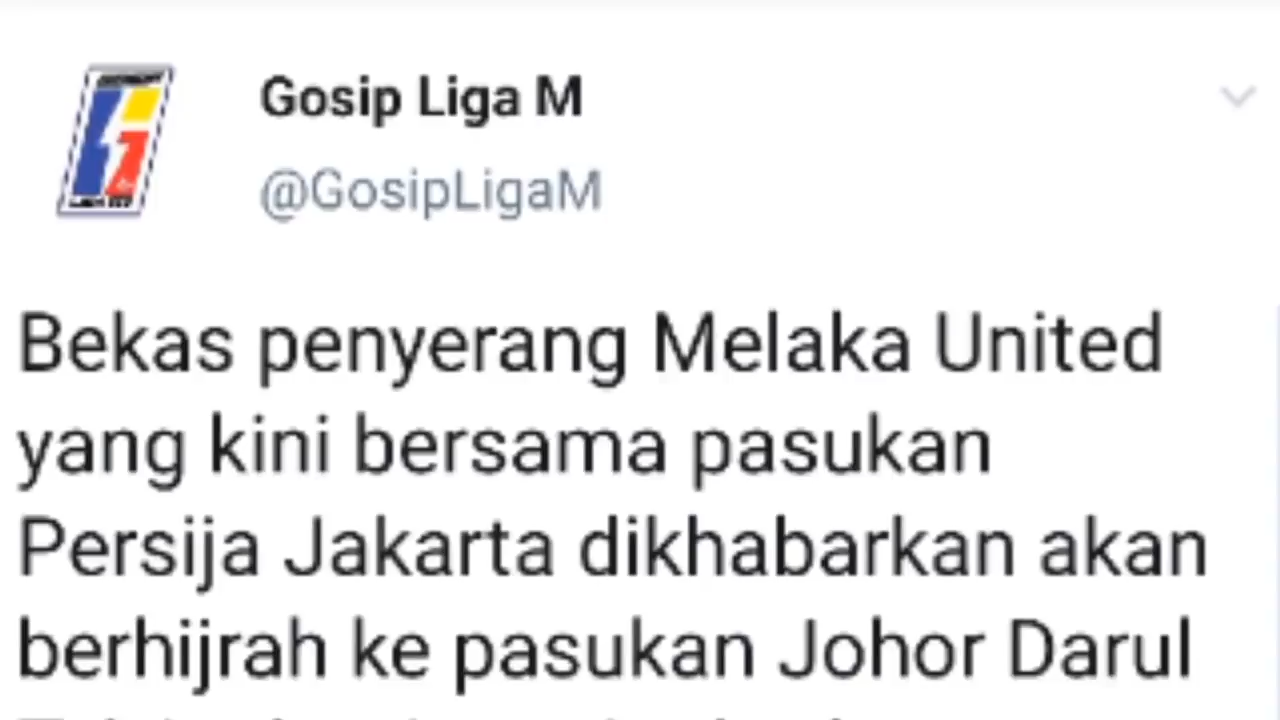 Gosip Liga M
@GosipLigaM
Bekas penyerang Melaka United
yang kini bersama pasukan
Persija Jakarta dikhabarkan akan
berhijrah ke pasukan Johor Darul